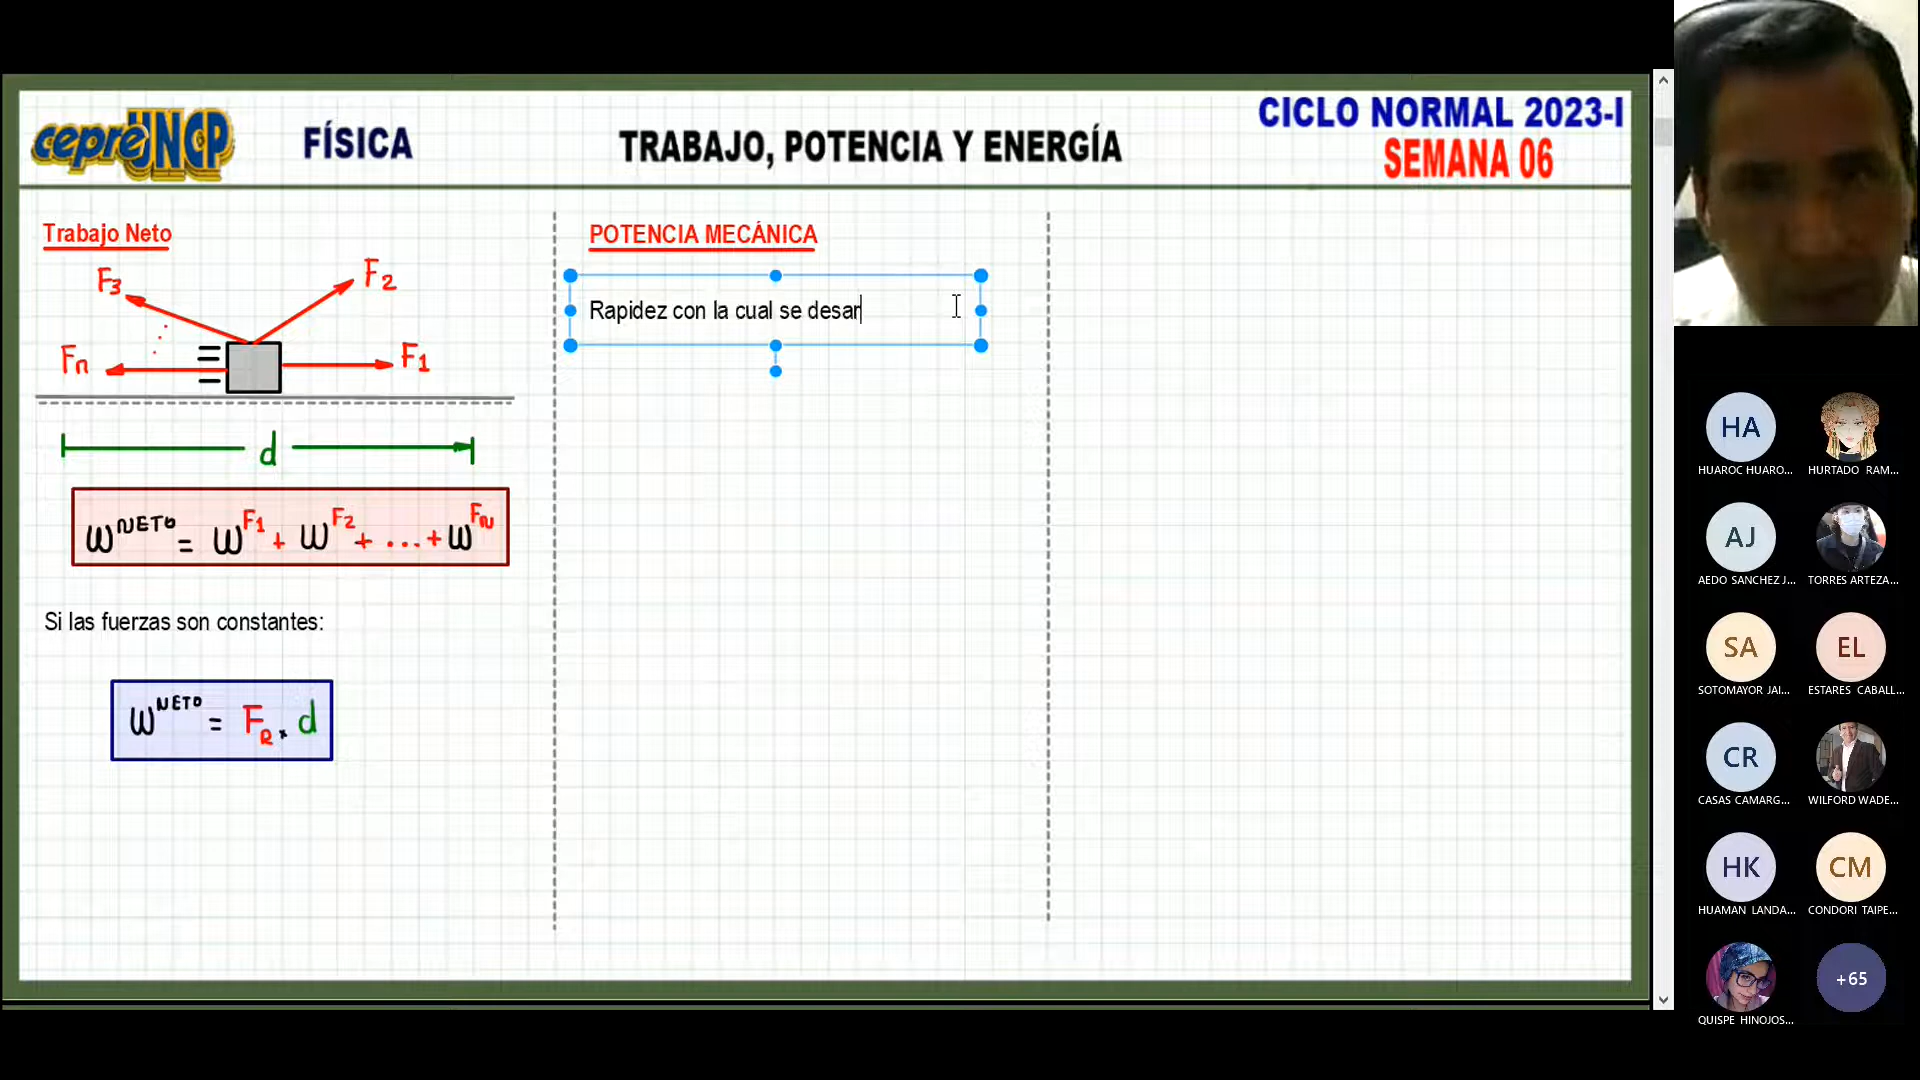 cepreUNCP
FÍSICA
TRABAJO, POTENCIA Y ENERGÍA
CICLO NORMAL 2023-I
SEMANA 06
Trabajo Neto
F3
F2
Fn
F1
d
W^NETO = W^F1 + W^F2 + ... + W^Fn
Si las fuerzas son constantes:
W^NETO = FR . d
POTENCIA MECÁNICA
Rapidez con la cual se desar
HA
HUAROC HUARO...
HURTADO RAM...
AJ
AEDO SANCHEZ J...
TORRES ARTEZA...
SA
SOTOMAYOR JAI...
EL
ESTARES CABALL...
CR
CASAS CAMARG...
WILFORD WADE...
HK
HUAMAN LANDA...
CM
CONDORI TAIPE...
QUISPE HINOJOS...
+65